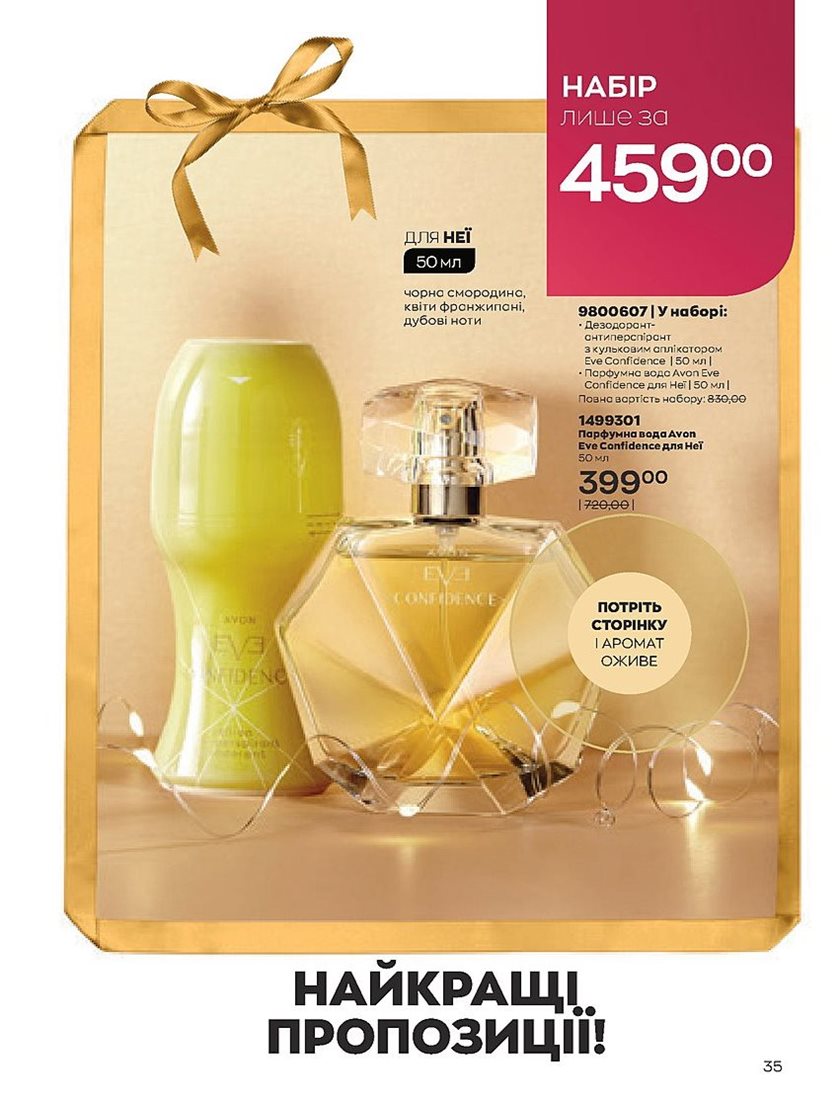 НАБІР
лише за
459⁰⁰
ДЛЯ НЕЇ
50 МЛ
чорна смородина,
квіти франжипані,
дубові ноти
9800607 | У наборі:
• Дезодорант-
антиперспірант
з кульковим аплікатором
Eve Confidence | 50 мл |
• Парфумна вода Avon Eve
Confidence для Неї | 50 мл |
Повна вартість набору: 830,00
1499301
Парфумна вода Avon
Eve Confidence для Неї
50 мл
399⁰⁰
| 720,00 |
AVON
EVE
CONFIDENCE
AVON
EVE
ПОТРІТЬ
СТОРІНКУ
І АРОМАТ
ОЖИВЕ
НАЙКРАЩІ
ПРОПОЗИЦІЇ!
35